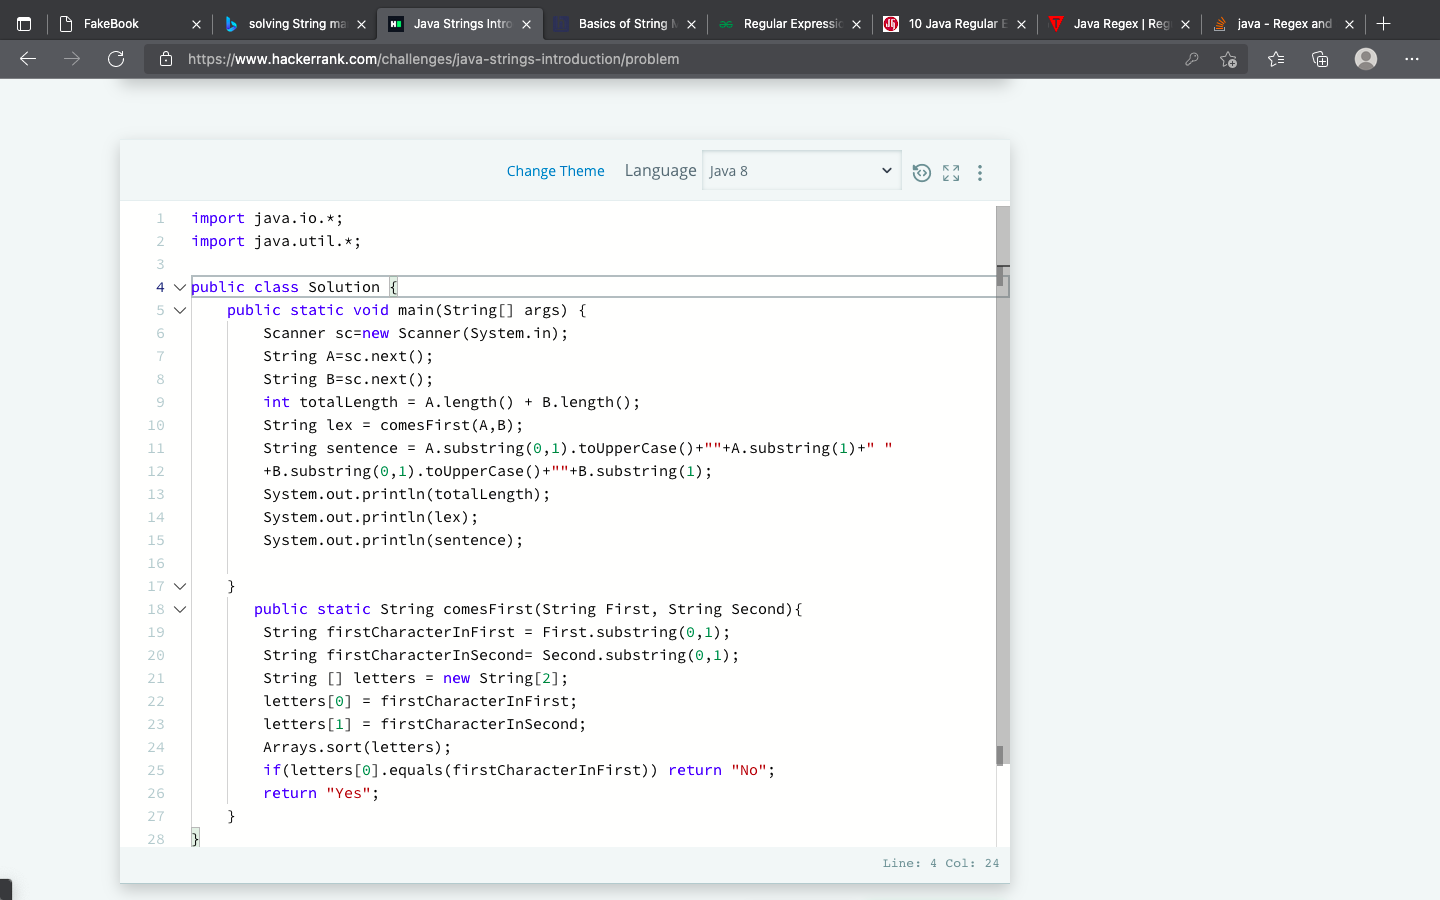 FakeBook
solving String ma
Java Strings Intro
Basics of String M
Regular Expressio
10 Java Regular E
Java Regex | Reg
java - Regex and
https://www.hackerrank.com/challenges/java-strings-introduction/problem
Change Theme Language Java 8
1 import java.io.*;
2 import java.util.*;
3
4 public class Solution {
5 public static void main(String[] args) {
6 Scanner sc=new Scanner(System.in);
7 String A=sc.next();
8 String B=sc.next();
9 int totalLength = A.length() + B.length();
10 String lex = comesFirst(A,B);
11 String sentence = A.substring(0,1).toUpperCase()+""+A.substring(1)+" "
12 +B.substring(0,1).toUpperCase()+""+B.substring(1);
13 System.out.println(totalLength);
14 System.out.println(lex);
15 System.out.println(sentence);
16
17 }
18 public static String comesFirst(String First, String Second){
19 String firstCharacterInFirst = First.substring(0,1);
20 String firstCharacterInSecond= Second.substring(0,1);
21 String [] letters = new String[2];
22 letters[0] = firstCharacterInFirst;
23 letters[1] = firstCharacterInSecond;
24 Arrays.sort(letters);
25 if(letters[0].equals(firstCharacterInFirst)) return "No";
26 return "Yes";
27 }
28 }
Line: 4 Col: 24